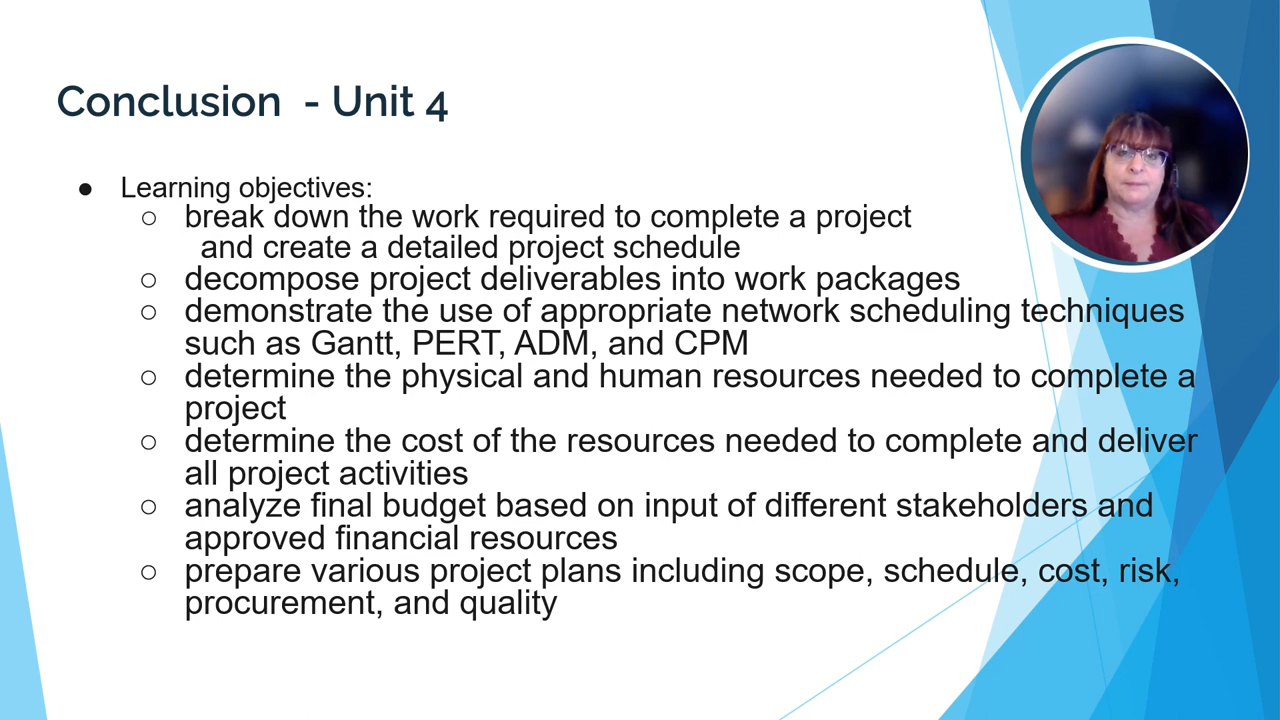 Conclusion - Unit 4
● Learning objectives:
○ break down the work required to complete a project
and create a detailed project schedule
○ decompose project deliverables into work packages
○ demonstrate the use of appropriate network scheduling techniques
such as Gantt, PERT, ADM, and CPM
○ determine the physical and human resources needed to complete a
project
○ determine the cost of the resources needed to complete and deliver
all project activities
○ analyze final budget based on input of different stakeholders and
approved financial resources
○ prepare various project plans including scope, schedule, cost, risk,
procurement, and quality